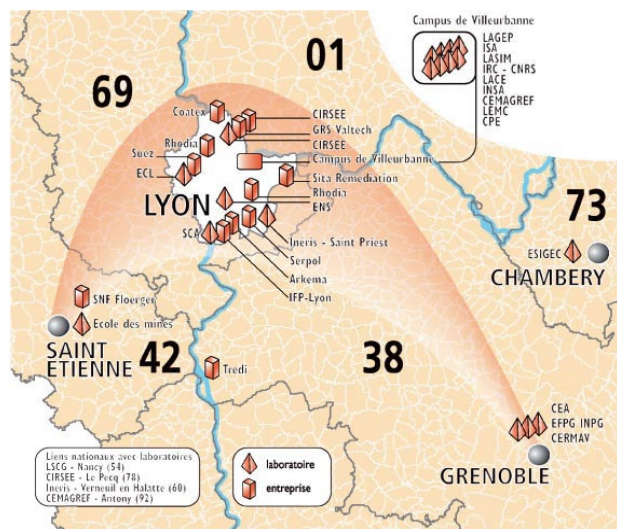 Campus de Villeurbanne
LAGEP
ISA
LASIM
IRC - CNRS
LACE
INSA
CEMAGREF
LEMC
CPE
01
69
Coatex
CIRSEE
GRS Valtech
CIRSEE
Rhodia
Suez
Campus de Villeurbanne
ECL
Sita Remediation
Rhodia
LYON
ENS
73
SCA
Ineris - Saint Priest
ESIGEC
Serpol
CHAMBERY
Arkema
IFP-Lyon
SNF Floerger
Ecole des mines
SAINT
ETIENNE
42
38
Tredi
CEA
EFPG INPG
CERMAV
GRENOBLE
Liens nationaux avec laboratoires
LSCG - Nancy (54)
CIRSEE - Le Pecq (78)
Ineris - Verneuil en Halatte (60)
CEMAGREF - Antony (92)
laboratoire
entreprise